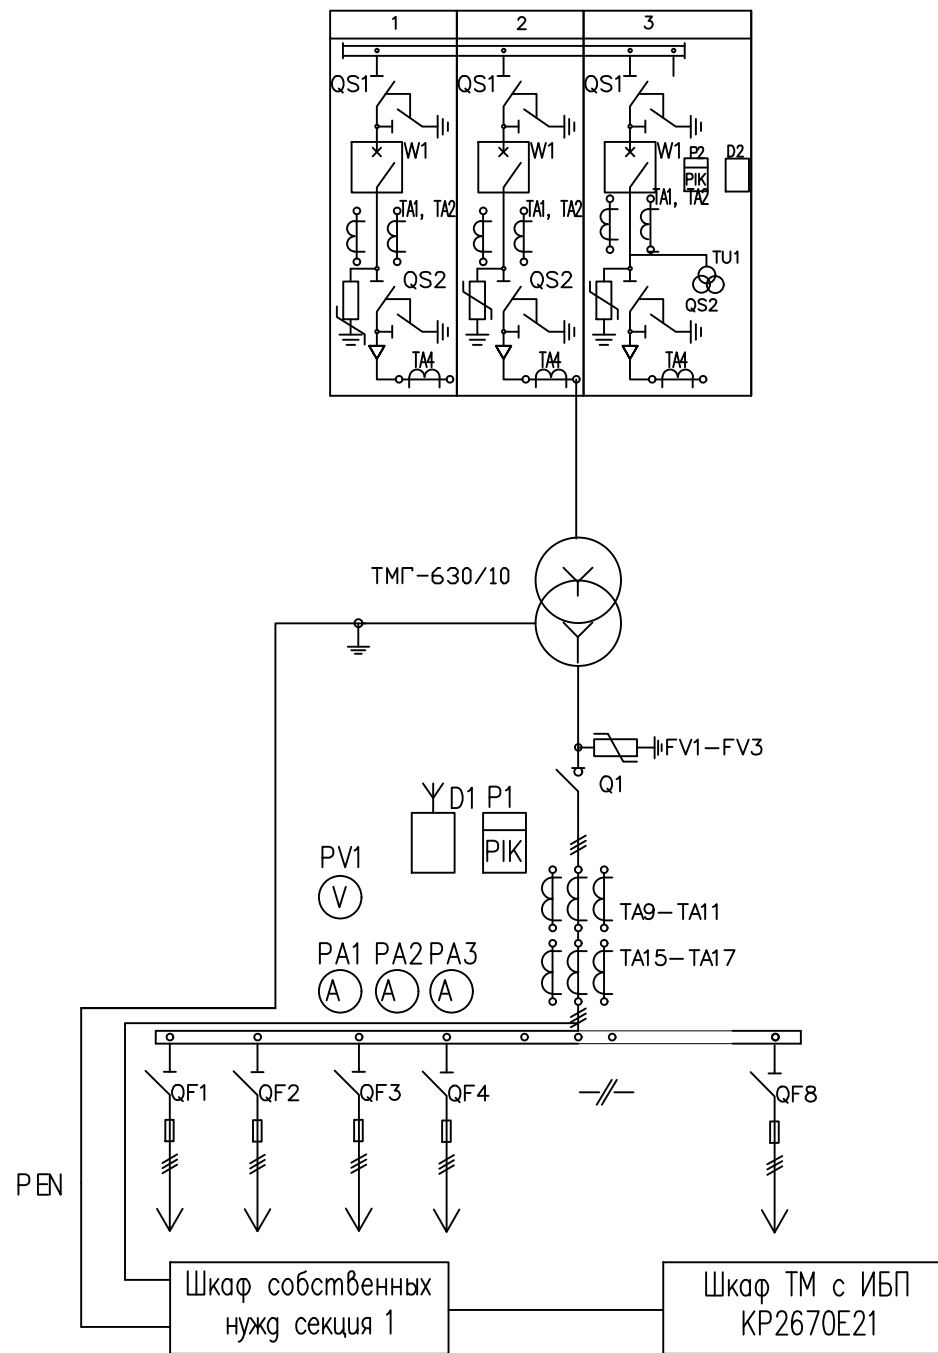 1 2 3
QS1 QS1 QS1
W1 W1 W1 P2 D2
PIK
TA1, TA2 TA1, TA2 TA1, TA2
TU1
QS2 QS2 QS2
TA4 TA4 TA4
ТМГ-630/10
FV1-FV3
Q1
D1 P1
PIK
PV1
V
TA9-TA11
PA1 PA2 PA3
TA15-TA17
A A A
QF1 QF2 QF3 QF4 QF8
PEN
Шкаф собственных
нужд секция 1
Шкаф ТМ с ИБП
КР2670Е21